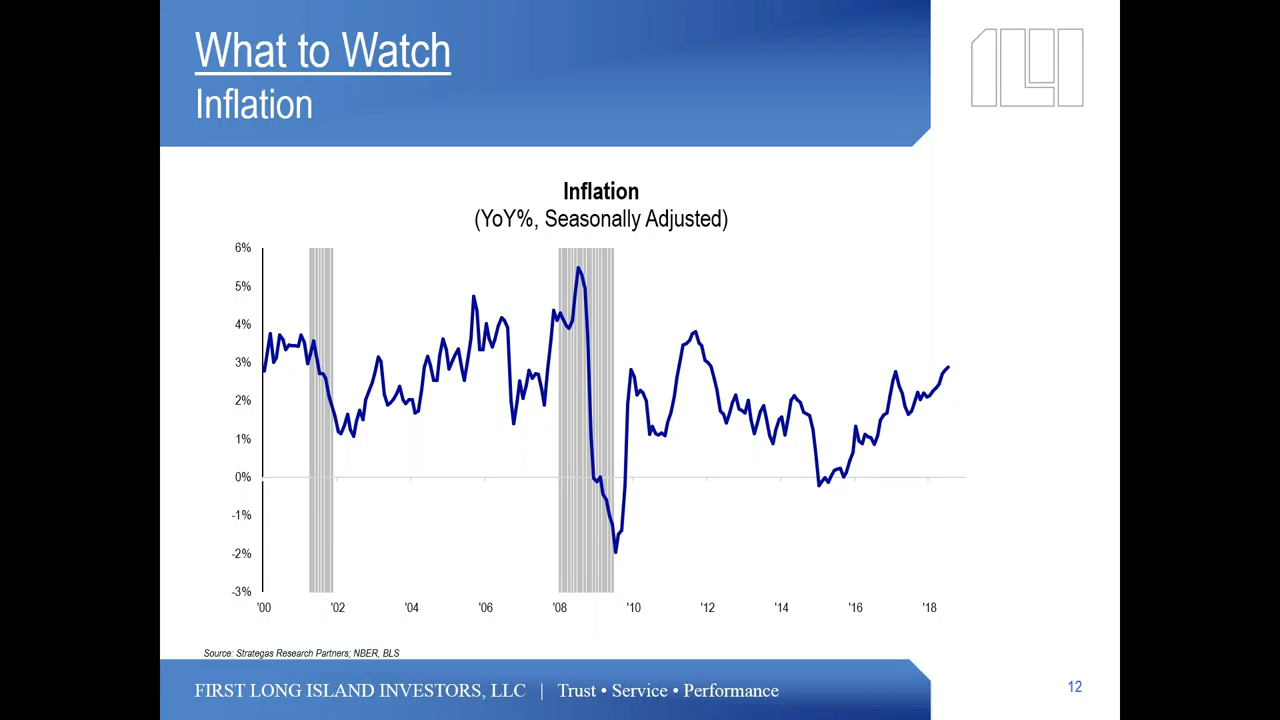 What to Watch
Inflation
Inflation
(YoY%, Seasonally Adjusted)
6%
5%
4%
3%
2%
1%
0%
-1%
-2%
-3%
'00 '02 '04 '06 '08 '10 '12 '14 '16 '18
Source: Strategas Research Partners; NBER, BLS
FIRST LONG ISLAND INVESTORS, LLC | Trust • Service • Performance
12